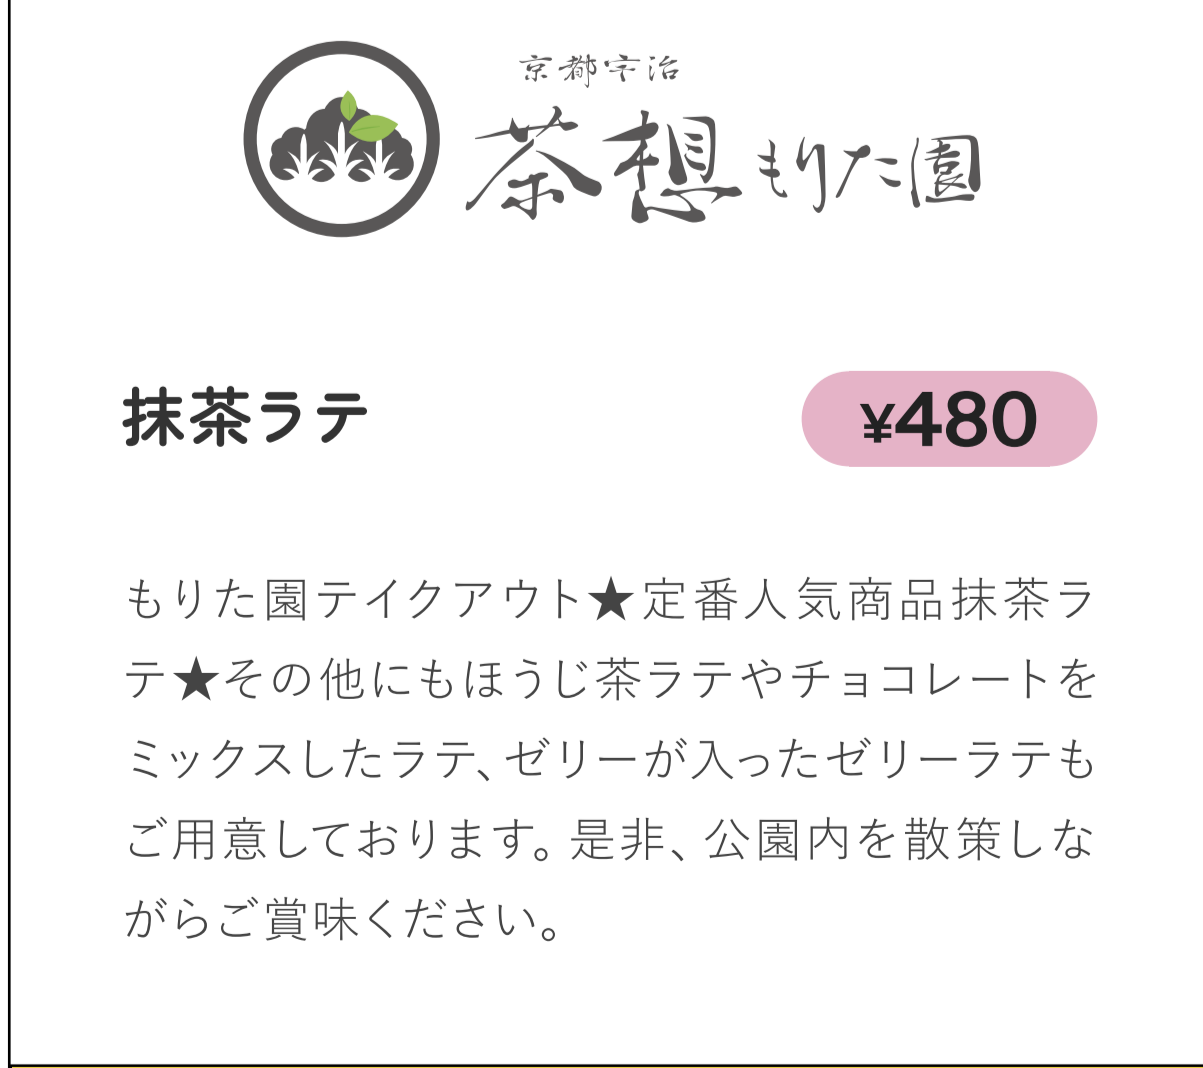 京都宇治
茶想もりた園
抹茶ラテ
¥480
もりた園テイクアウト★定番人気商品抹茶ラ
テ★その他にもほうじ茶ラテやチョコレートを
ミックスしたラテ、ゼリーが入ったゼリーラテも
ご用意しております。是非、公園内を散策しな
がらご賞味ください。